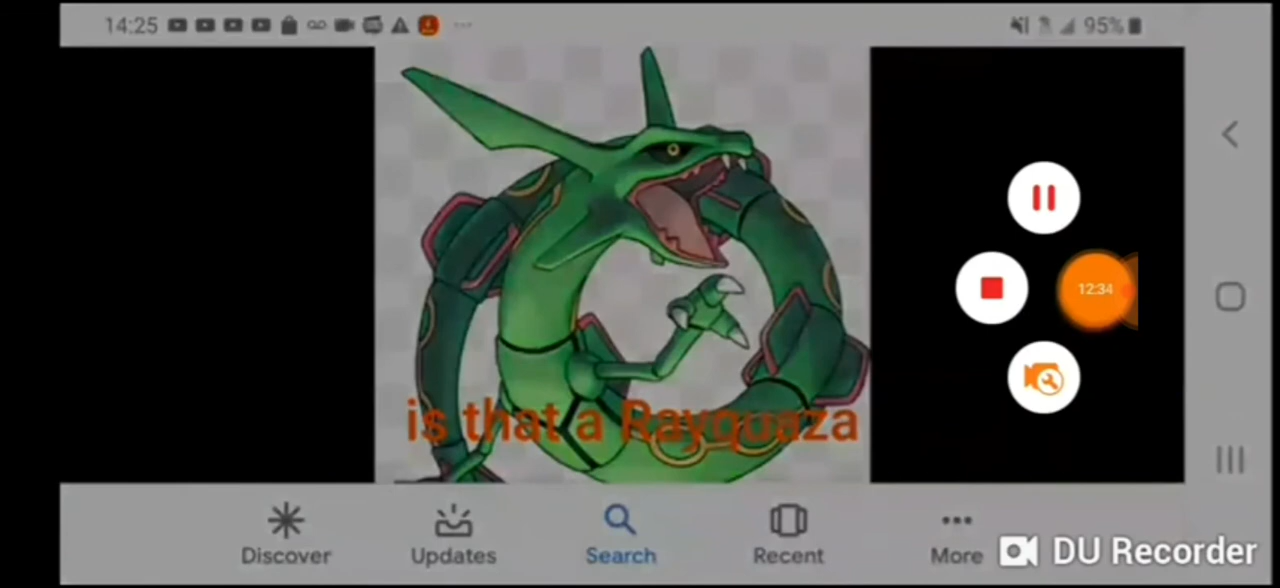 14:25
95%
12:34
is that a Rayquaza
Discover
Updates
Search
Recent
More
DU Recorder